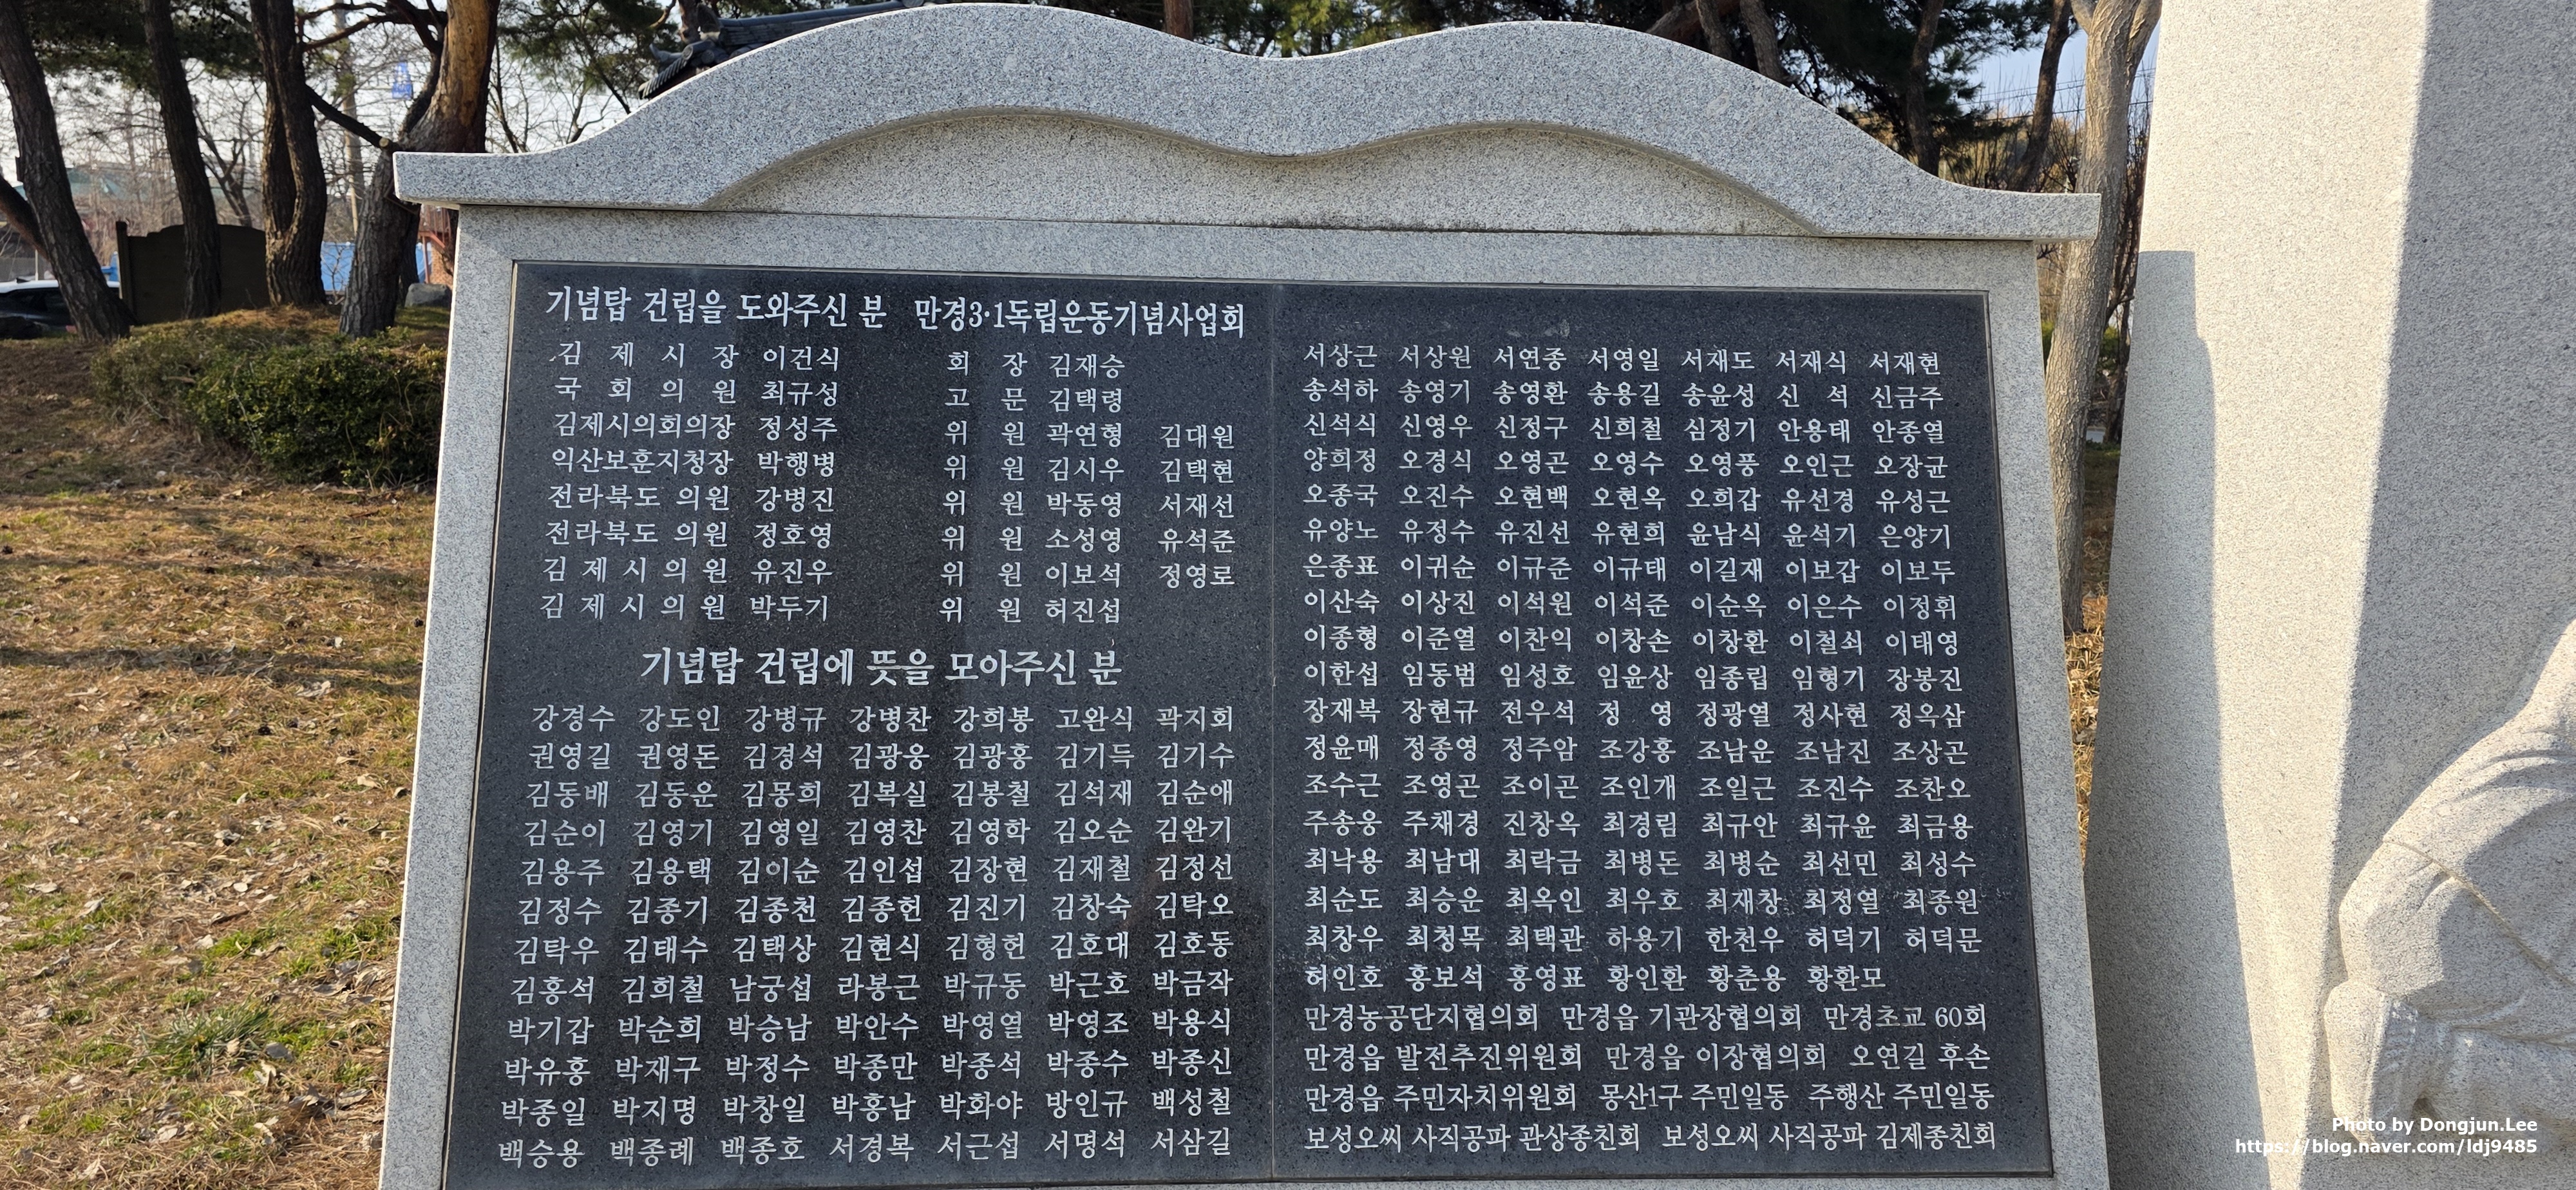 기념탑 건립을 도와주신 분
김 제 시 장 이건식
국 회 의 원 최규성
김제시의회의장 정성주
익산보훈지청장 박행병
전라북도 의원 강병진
전라북도 의원 정호영
김 제 시 의 원 유진우
김 제 시 의 원 박두기
만경3·1독립운동기념사업회
회 장 김재승
고 문 김택령
위 원 곽연형 김대원
위 원 김시우 김택현
위 원 박동영 서재선
위 원 소성영 유석준
위 원 이보석 정영로
위 원 허진섭
기념탑 건립에 뜻을 모아주신 분
강경수 강도인 강병규 강병찬 강희봉 고완식 곽지회
권영길 권영돈 김경석 김광웅 김광홍 김기득 김기수
김동배 김동운 김몽희 김복실 김봉철 김석재 김순애
김순이 김영기 김영일 김영찬 김영학 김오순 김완기
김용주 김용택 김이순 김인섭 김장현 김재철 김정선
김정수 김종기 김종천 김종헌 김진기 김창숙 김탁오
김탁우 김태수 김택상 김현식 김형헌 김호대 김호동
김홍석 김희철 남궁섭 라봉근 박규동 박근호 박금작
박기갑 박순희 박승남 박안수 박영열 박영조 박용식
박유홍 박재구 박정수 박종만 박종석 박종수 박종신
박종일 박지명 박창일 박흥남 박화야 방인규 백성철
백승용 백종례 백종호 서경복 서근섭 서명석 서삼길
서상근 서상원 서연종 서영일 서재도 서재식 서재현
송석하 송영기 송영환 송용길 송윤성 신 석 신금주
신석식 신영우 신정구 신희철 심정기 안용태 안종열
양희정 오경식 오영곤 오영수 오영풍 오인근 오장균
오종국 오진수 오현백 오현옥 오희갑 유선경 유성근
유양노 유정수 유진선 유현희 윤남식 윤석기 은양기
은종표 이귀순 이규준 이규태 이길재 이보갑 이보두
이산숙 이상진 이석원 이석준 이순옥 이은수 이정휘
이종형 이준열 이찬익 이창손 이창환 이철쇠 이태영
이한섭 임동범 임성호 임윤상 임종립 임형기 장봉진
장재복 장현규 전우석 정 영 정광열 정사현 정옥삼
정윤매 정종영 정주암 조강홍 조남운 조남진 조상곤
조수근 조영곤 조이곤 조인개 조일근 조진수 조찬오
주송웅 주채경 진창옥 최경림 최규안 최규윤 최금용
최낙용 최남대 최락금 최병돈 최병순 최선민 최성수
최순도 최승운 최옥인 최우호 최재창 최정열 최종원
최창우 최청목 최택관 하용기 한천우 허덕기 허덕문
허인호 홍보석 홍영표 황인환 황춘용 황환모
만경농공단지협의회 만경읍 기관장협의회 만경초교 60회
만경읍 발전추진위원회 만경읍 이장협의회 오연길 후손
만경읍 주민자치위원회 몽산1구 주민일동 주행산 주민일동
보성오씨 사직공파 관상종친회 보성오씨 사직공파 김제종친회
Photo by Dongjun.Lee
https://blog.naver.com/ldj9485